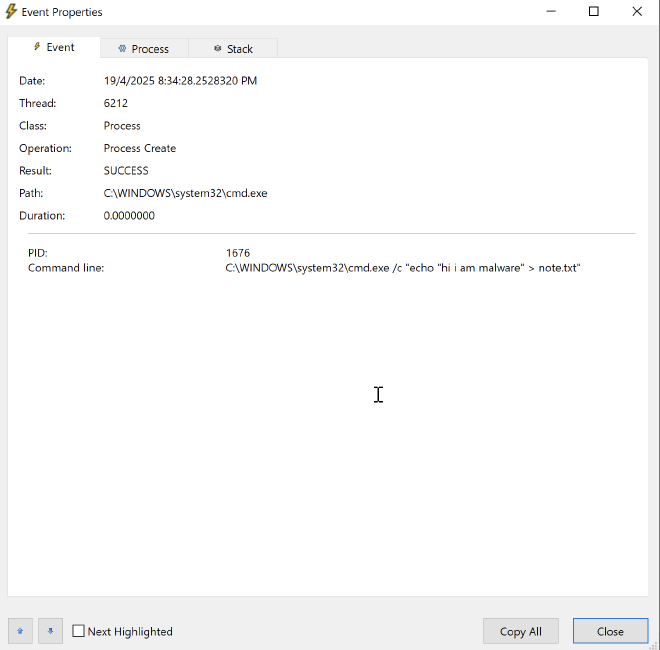 Event Properties
Event Process Stack
Date: 19/4/2025 8:34:28.2528320 PM
Thread: 6212
Class: Process
Operation: Process Create
Result: SUCCESS
Path: C:\WINDOWS\system32\cmd.exe
Duration: 0.0000000
PID: 1676
Command line: C:\WINDOWS\system32\cmd.exe /c "echo "hi i am malware" > note.txt"
Next Highlighted Copy All Close